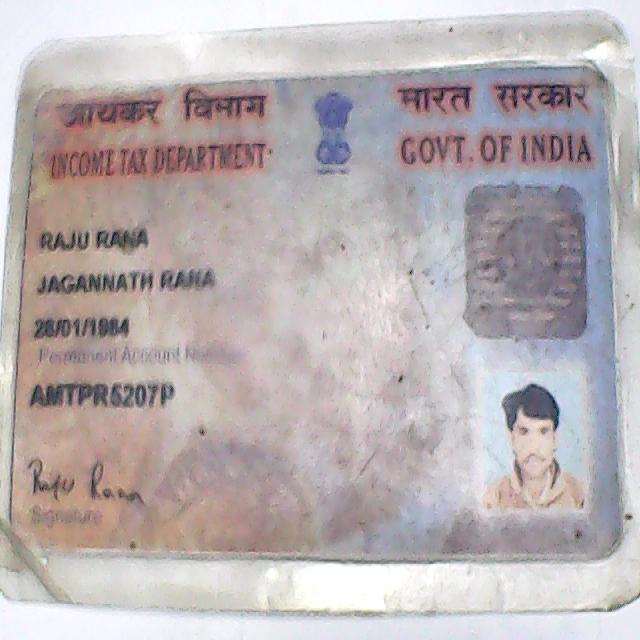 आयकर विभाग
INCOME TAX DEPARTMENT
भारत सरकार
GOVT. OF INDIA
RAJU RANA
JAGANNATH RANA
28/01/1984
Permanent Account Number
AMTPR5207P
Raju Rana
Signature